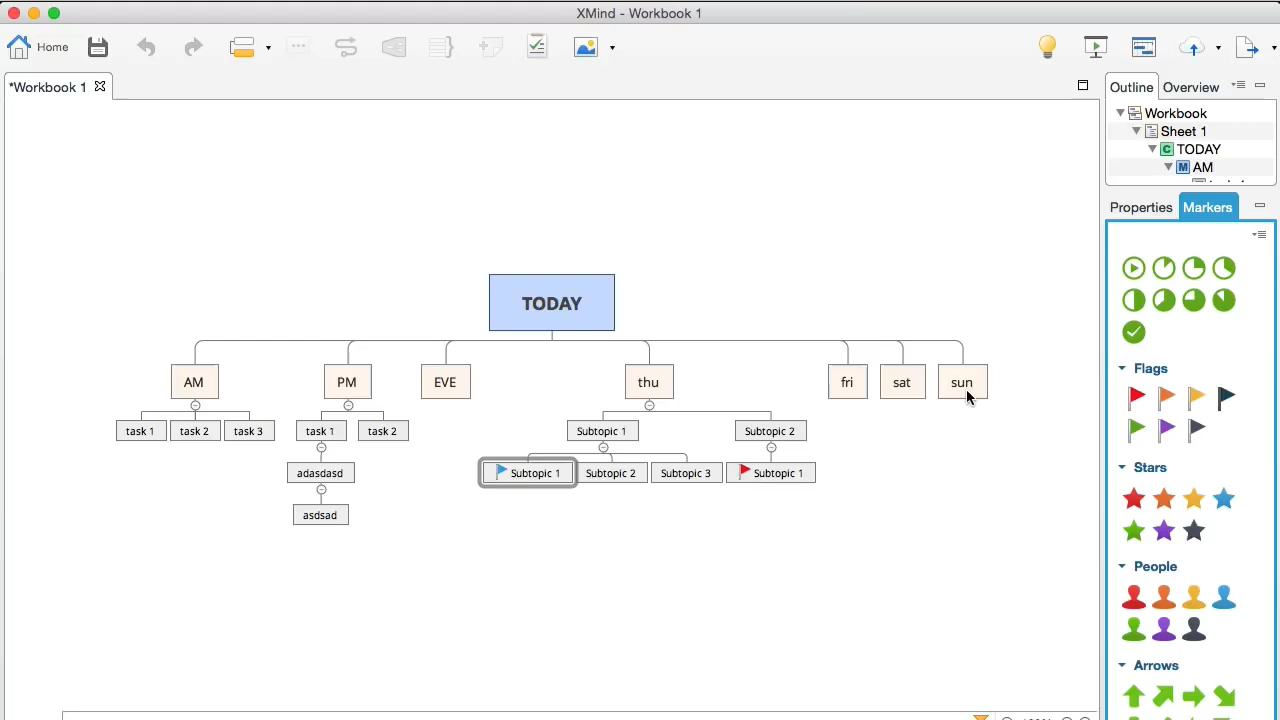 XMind - Workbook 1
Home
*Workbook 1
Outline Overview
Workbook
Sheet 1
C TODAY
M AM
Properties Markers
TODAY
AM PM EVE thu fri sat sun
task 1 task 2 task 3 task 1 task 2 Subtopic 1 Subtopic 2
adasdasd Subtopic 1 Subtopic 2 Subtopic 3 Subtopic 1
asdsad
Flags
Stars
People
Arrows